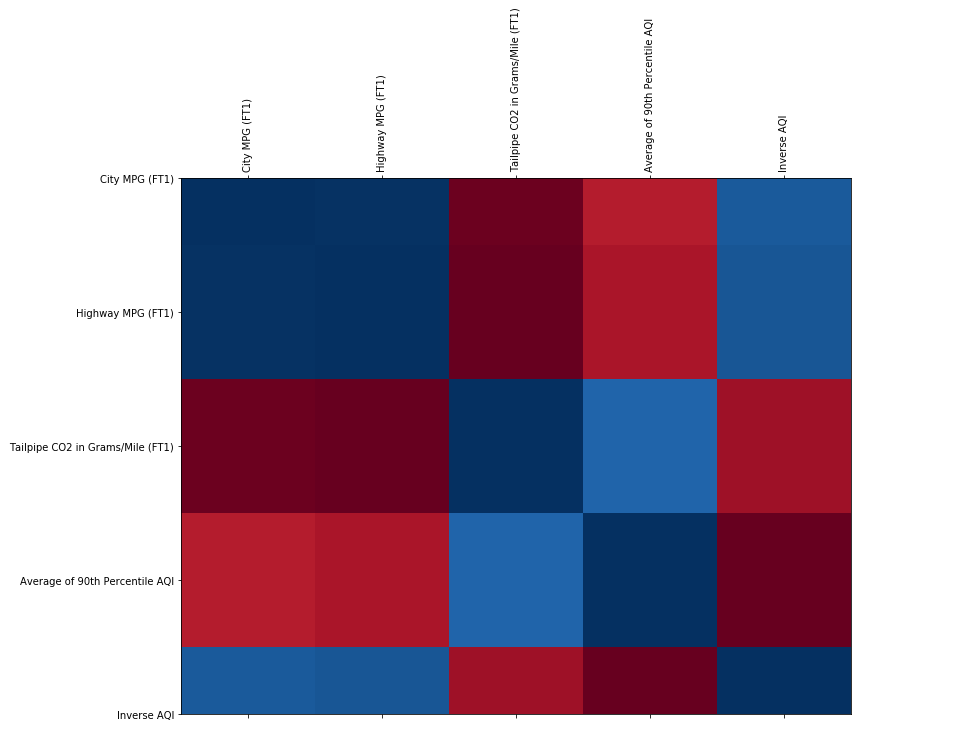 City MPG (FT1)
Highway MPG (FT1)
Tailpipe CO2 in Grams/Mile (FT1)
Average of 90th Percentile AQI
Inverse AQI
City MPG (FT1)
Highway MPG (FT1)
Tailpipe CO2 in Grams/Mile (FT1)
Average of 90th Percentile AQI
Inverse AQI